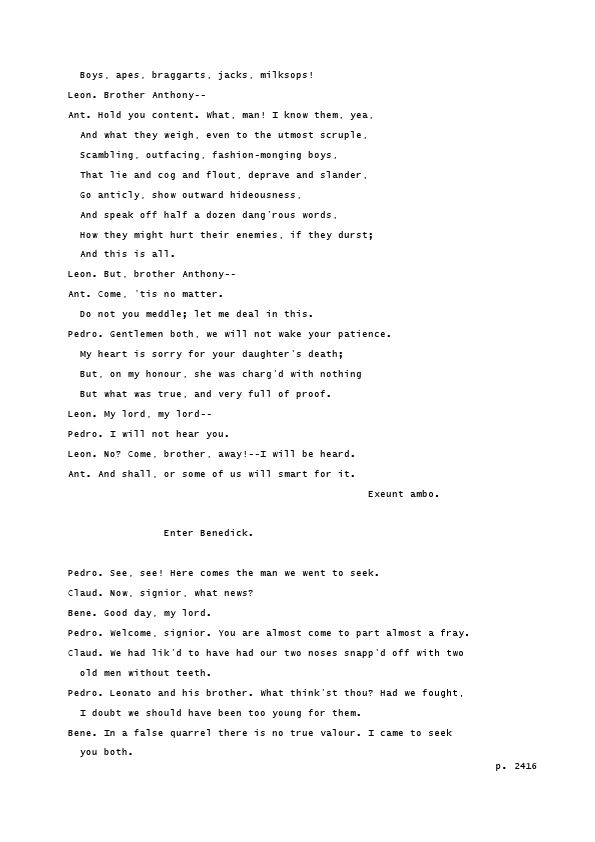 Boys, apes, braggarts, jacks, milksops!
Leon. Brother Anthony--
Ant. Hold you content. What, man! I know them, yea,
And what they weigh, even to the utmost scruple,
Scambling, outfacing, fashion-monging boys,
That lie and cog and flout, deprave and slander,
Go anticly, show outward hideousness,
And speak off half a dozen dang'rous words,
How they might hurt their enemies, if they durst;
And this is all.
Leon. But, brother Anthony--
Ant. Come, 'tis no matter.
Do not you meddle; let me deal in this.
Pedro. Gentlemen both, we will not wake your patience.
My heart is sorry for your daughter's death;
But, on my honour, she was charg'd with nothing
But what was true, and very full of proof.
Leon. My lord, my lord--
Pedro. I will not hear you.
Leon. No? Come, brother, away!--I will be heard.
Ant. And shall, or some of us will smart for it.
Exeunt ambo.
Enter Benedick.
Pedro. See, see! Here comes the man we went to seek.
Claud. Now, signior, what news?
Bene. Good day, my lord.
Pedro. Welcome, signior. You are almost come to part almost a fray.
Claud. We had lik'd to have had our two noses snapp'd off with two
old men without teeth.
Pedro. Leonato and his brother. What think'st thou? Had we fought,
I doubt we should have been too young for them.
Bene. In a false quarrel there is no true valour. I came to seek
you both.
p. 2416